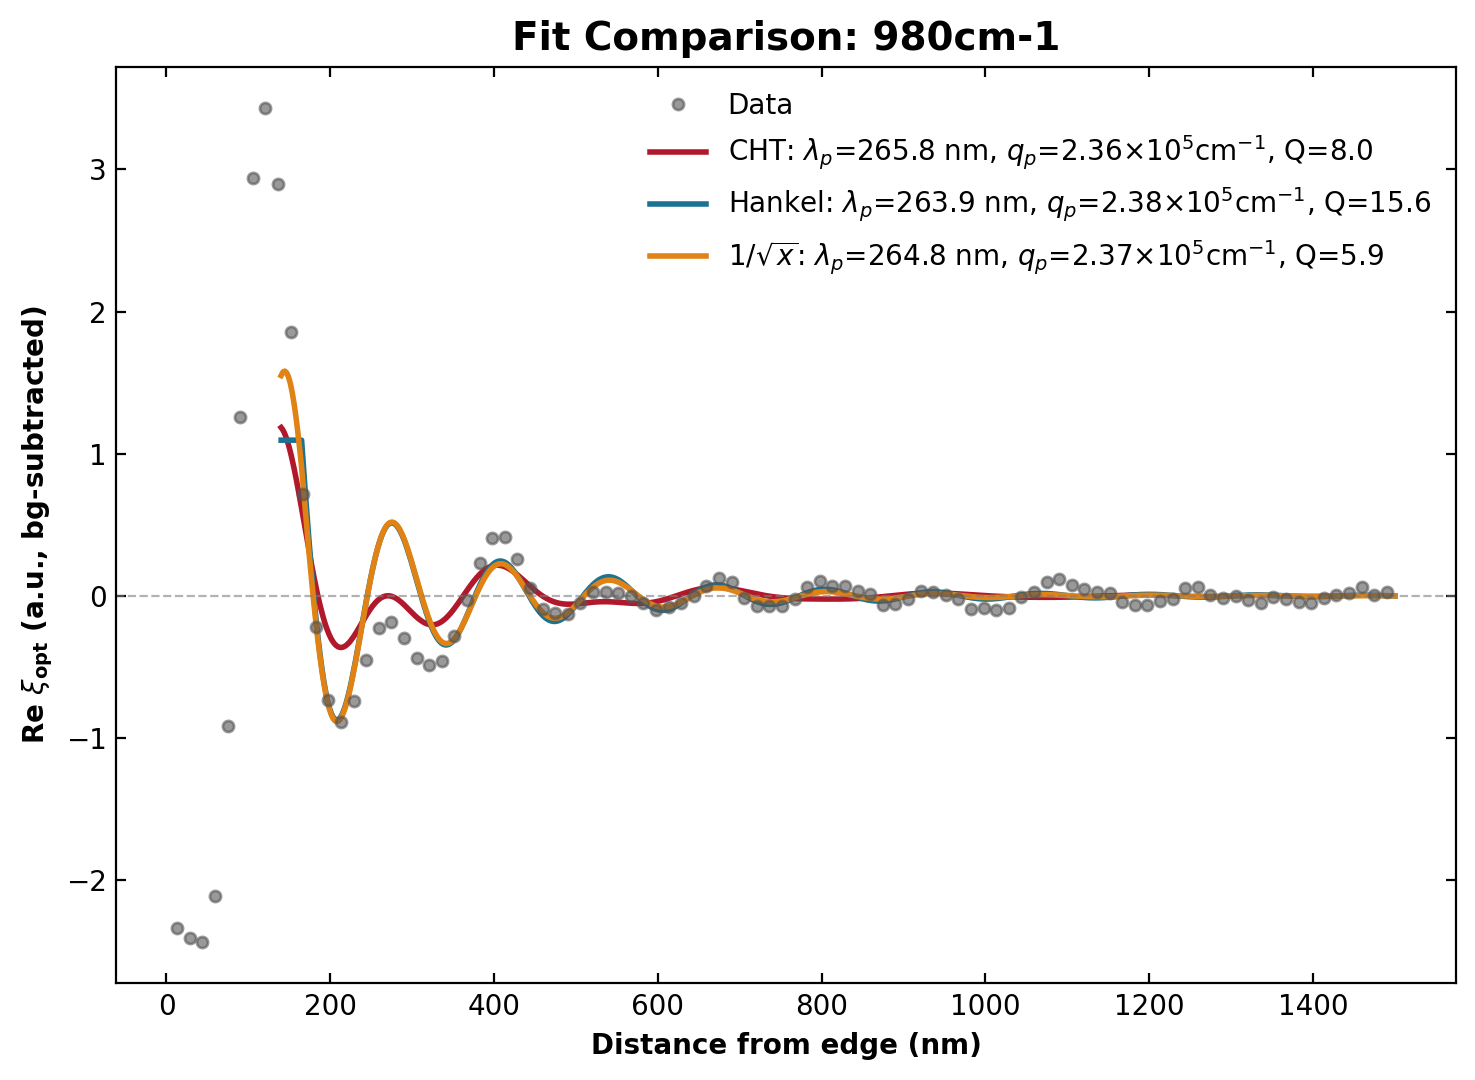 Fit Comparison: 980cm-1
Data
CHT: λp=265.8 nm, qp=2.36×10⁵cm⁻¹, Q=8.0
Hankel: λp=263.9 nm, qp=2.38×10⁵cm⁻¹, Q=15.6
1/√x: λp=264.8 nm, qp=2.37×10⁵cm⁻¹, Q=5.9
Re ξopt (a.u., bg-subtracted)
3
2
1
0
−1
−2
0 200 400 600 800 1000 1200 1400
Distance from edge (nm)